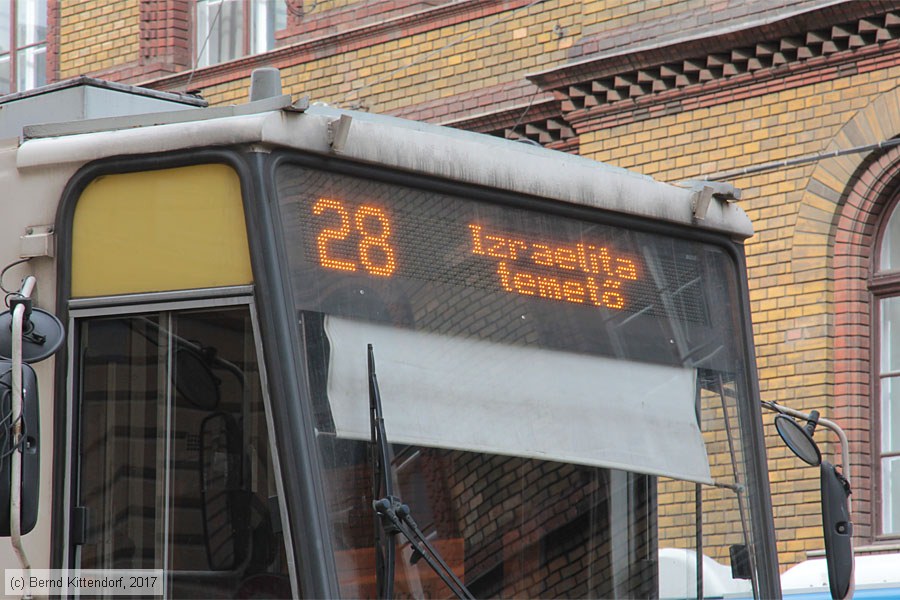 28
Izraelita
temető
(c) Bernd Kittendorf, 2017